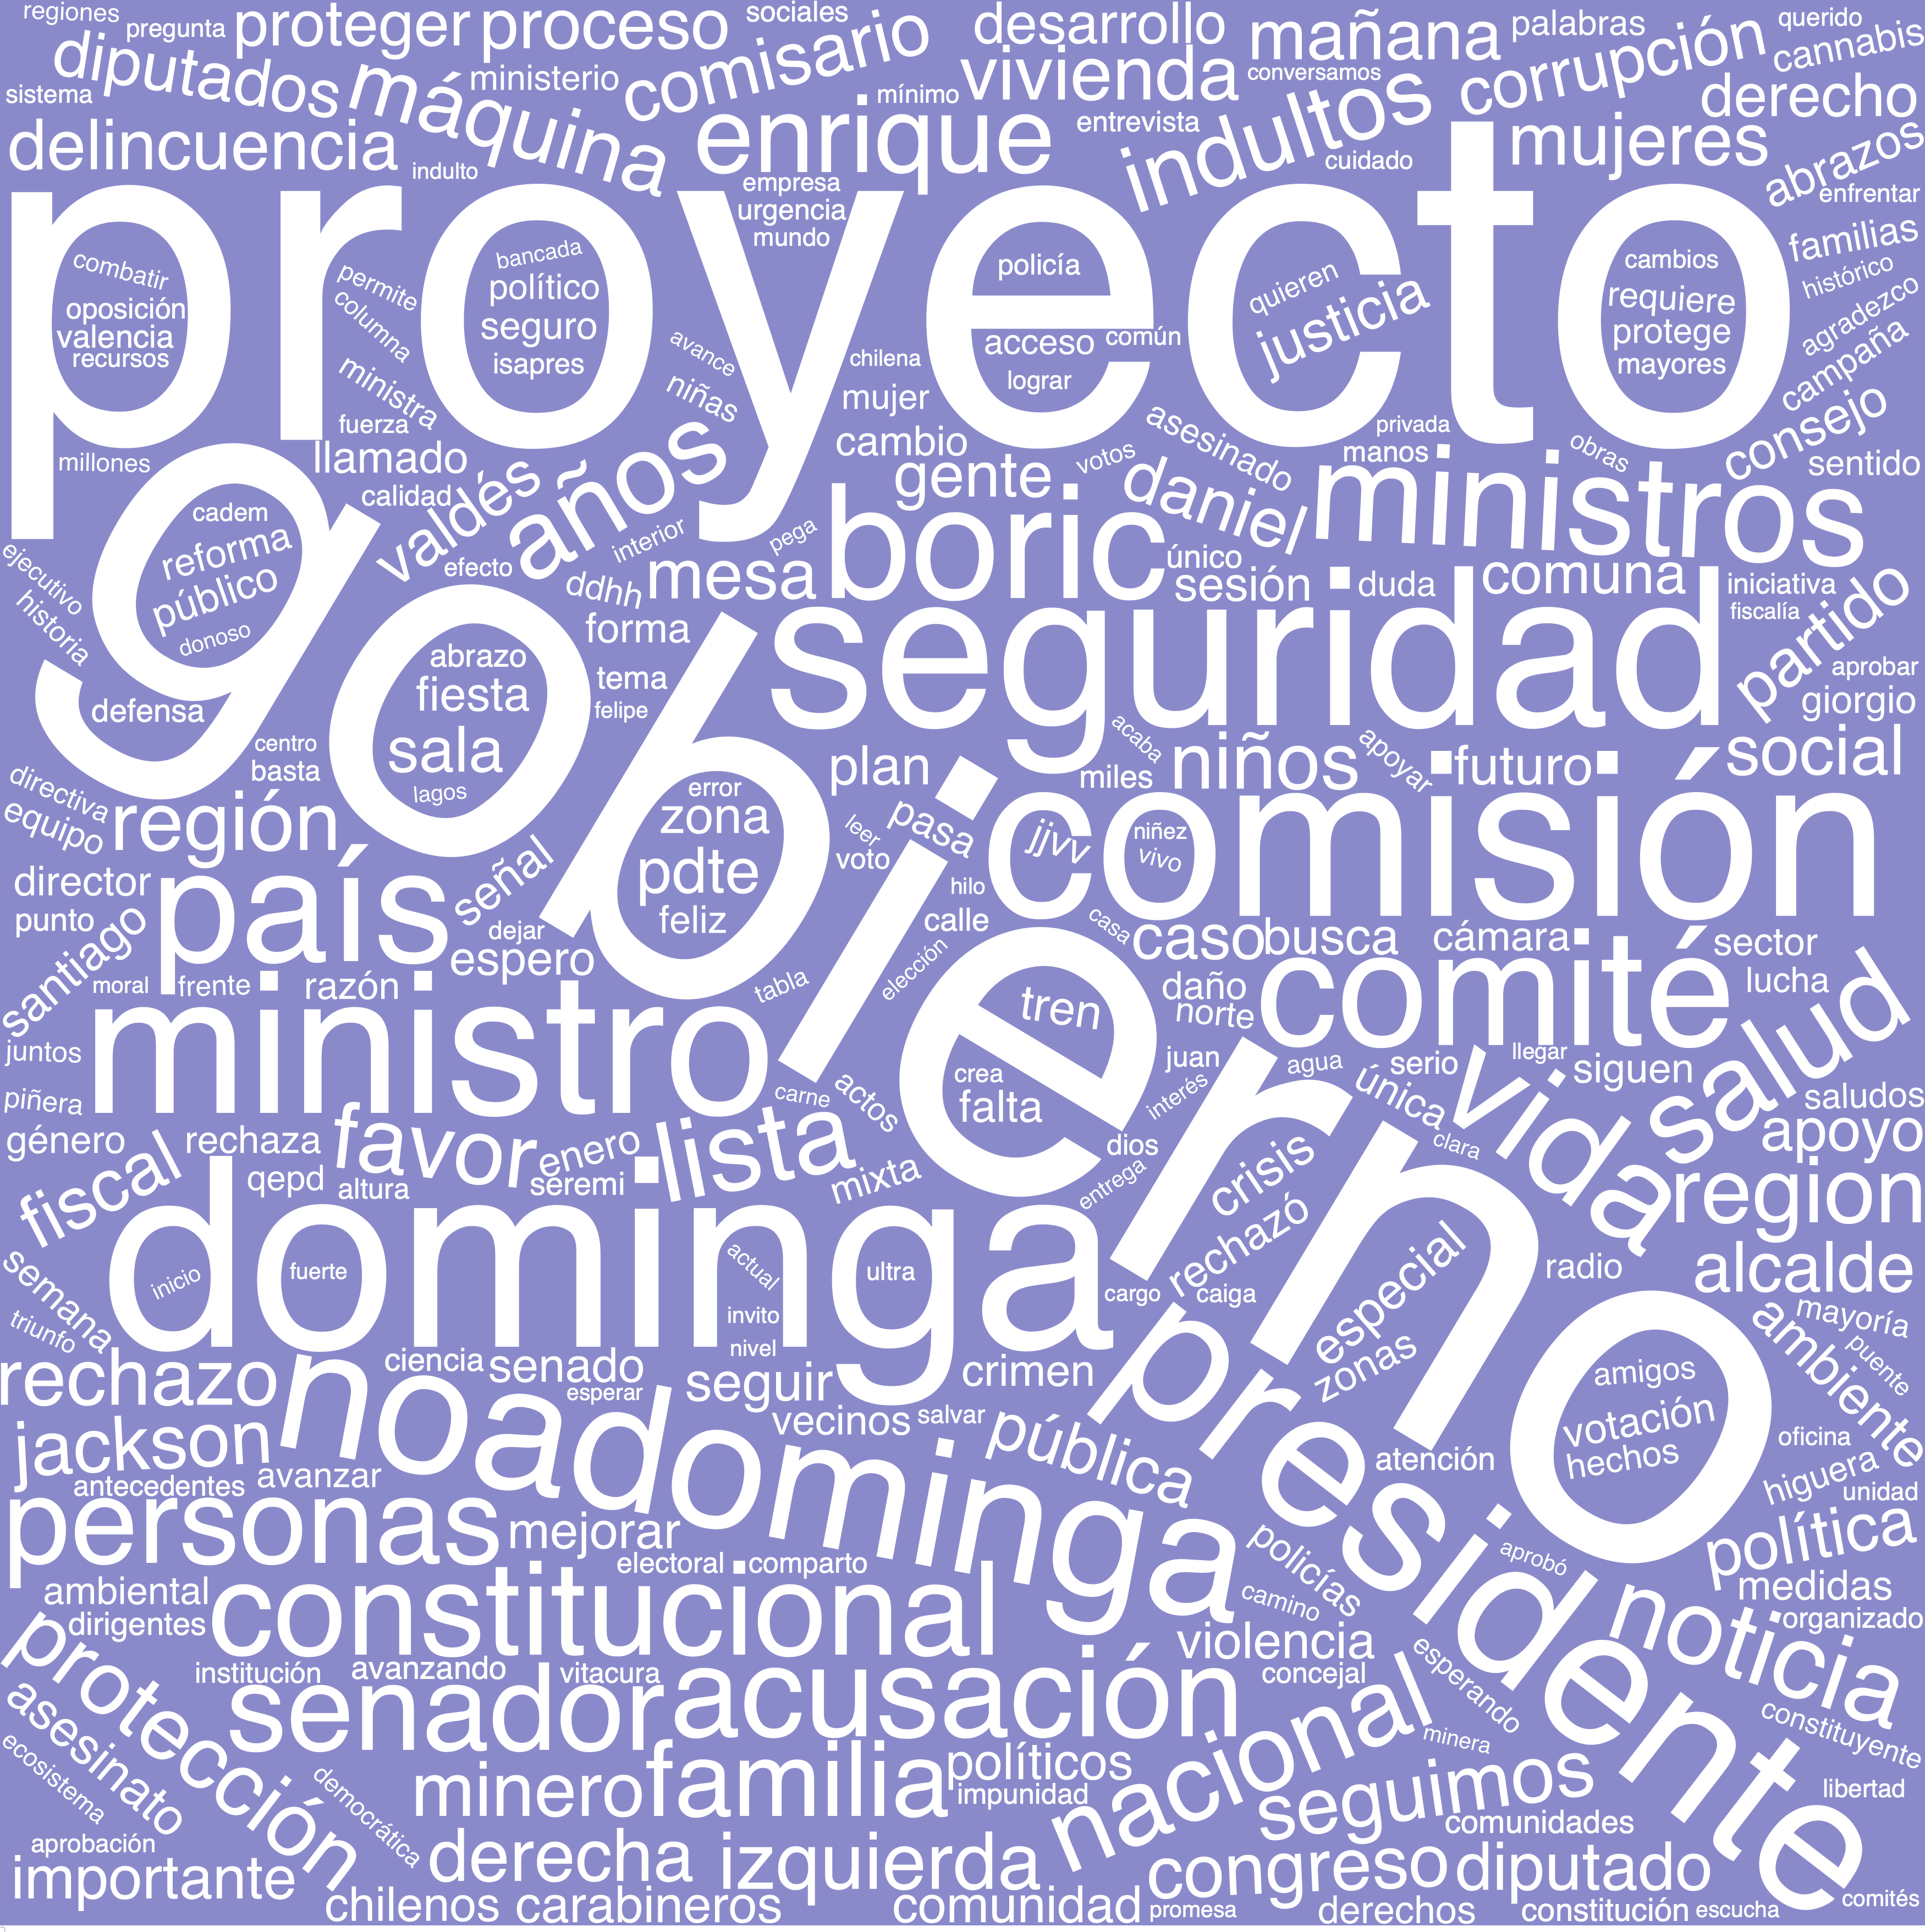 regiones
pregunta
proteger
proceso
sociales
desarrollo
mañana
palabras
querido
diputados
máquina
ministerio
comisario
vivienda
conversamos
corrupción
cannabis
sistema
mínimo
indultos
derecho
delincuencia
indulto
enrique
entrevista
cuidado
mujeres
abrazos
enfrentar
empresa
urgencia
mundo
proyecto
familias
histórico
agradezco
campaña
combatir
oposición
valencia
recursos
permite
columna
bancada
político
seguro
isapres
policía
acceso
común
lograr
quieren
justicia
cambios
requiere
protege
mayores
ministra
fuerza
avance
niñas
chilena
mujer
cambio
asesinado
privada
manos
obras
consejo
sentido
millones
llamado
calidad
valdés
años
gente
votos
daniel
ministros
gobierno
cadem
reforma
público
donoso
efecto
interior
pega
ddhh
mesa
boric
único
sesión
duda
comuna
iniciativa
fiscalía
partido
ejecutivo
historia
forma
seguridad
aprobar
giorgio
abrazo
fiesta
sala
lagos
tema
felipe
defensa
centro
basta
plan
acaba
miles
niños
apoyar
futuro
social
directiva
equipo
región
error
zona
pdte
feliz
leer
voto
pasa
jjvv
niñez
vivo
comisión
director
punto
país
señal
hilo
calle
casa
caso
busca
cámara
sector
santiago
dejar
espero
elección
daño
norte
comité
lucha
moral
frente
razón
tabla
tren
salud
juntos
ministro
crea
falta
juan
agua
serio
llegar
siguen
piñera
carne
actos
interés
única
vida
saludos
género
rechaza
favor
enero
lista
dios
clara
apoyo
fiscal
qepd
altura
seremi
mixta
entrega
crisis
region
semana
dominga
rechazó
inicio
fuerte
actual
ultra
invito
nivel
cargo
caiga
especial
zonas
radio
alcalde
triunfo
mayoría
ambiente
puente
rechazo
noadominga
ciencia
senado
esperar
seguir
crimen
presidente
amigos
votación
hechos
jackson
antecedentes
avanzar
vecinos
salvar
pública
atención
oficina
higuera
unidad
personas
mejorar
electoral
comparto
policías
aprobó
política
ambiental
dirigentes
constitucional
camino
medidas
organizado
noticia
protección
institución
avanzando
vitacura
violencia
concejal
esperando
senador
acusación
constituyente
asesinato
ecosistema
democrática
minero
familia
políticos
impunidad
nacional
minera
seguimos
libertad
aprobación
comunidades
importante
derecha
izquierda
congreso
diputado
chilenos
carabineros
comunidad
promesa
derechos
constitución
escucha
comités